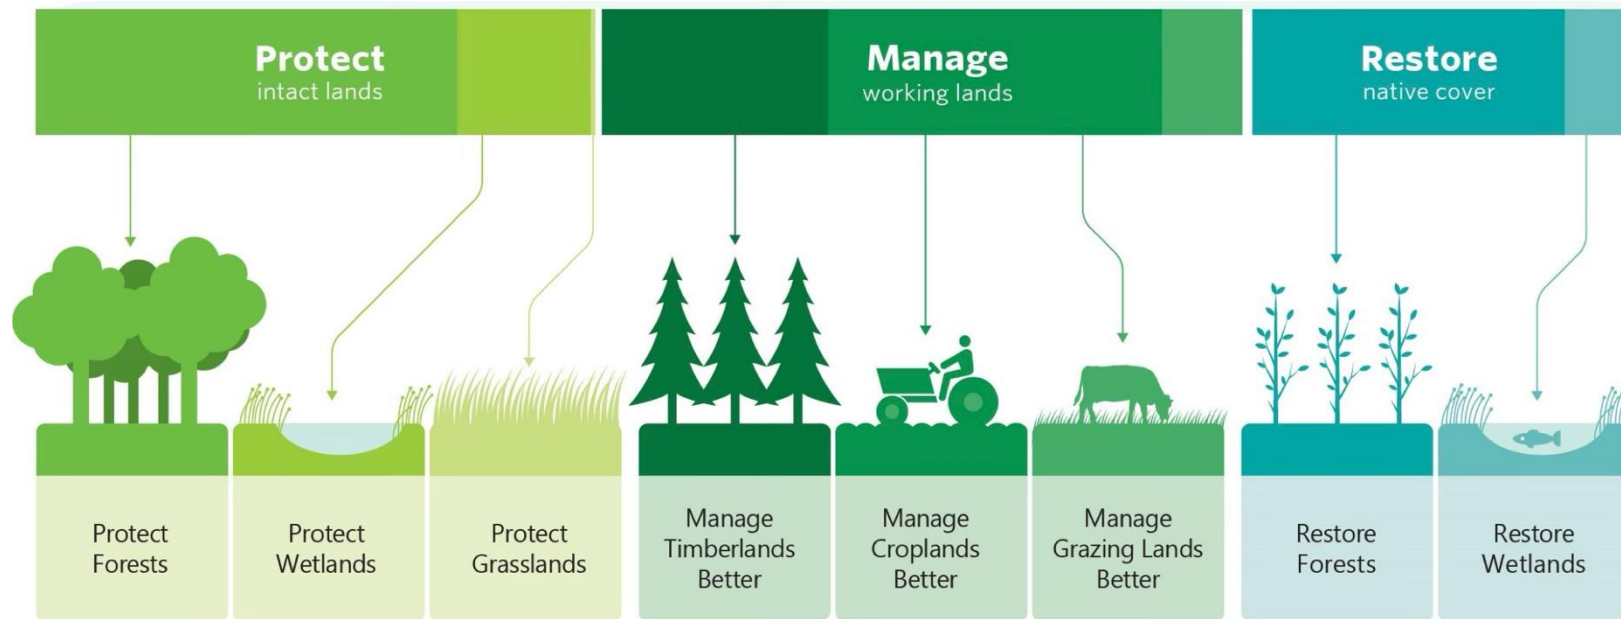 Protect
intact lands
Manage
working lands
Restore
native cover
Protect
Forests
Protect
Wetlands
Protect
Grasslands
Manage
Timberlands
Better
Manage
Croplands
Better
Manage
Grazing Lands
Better
Restore
Forests
Restore
Wetlands